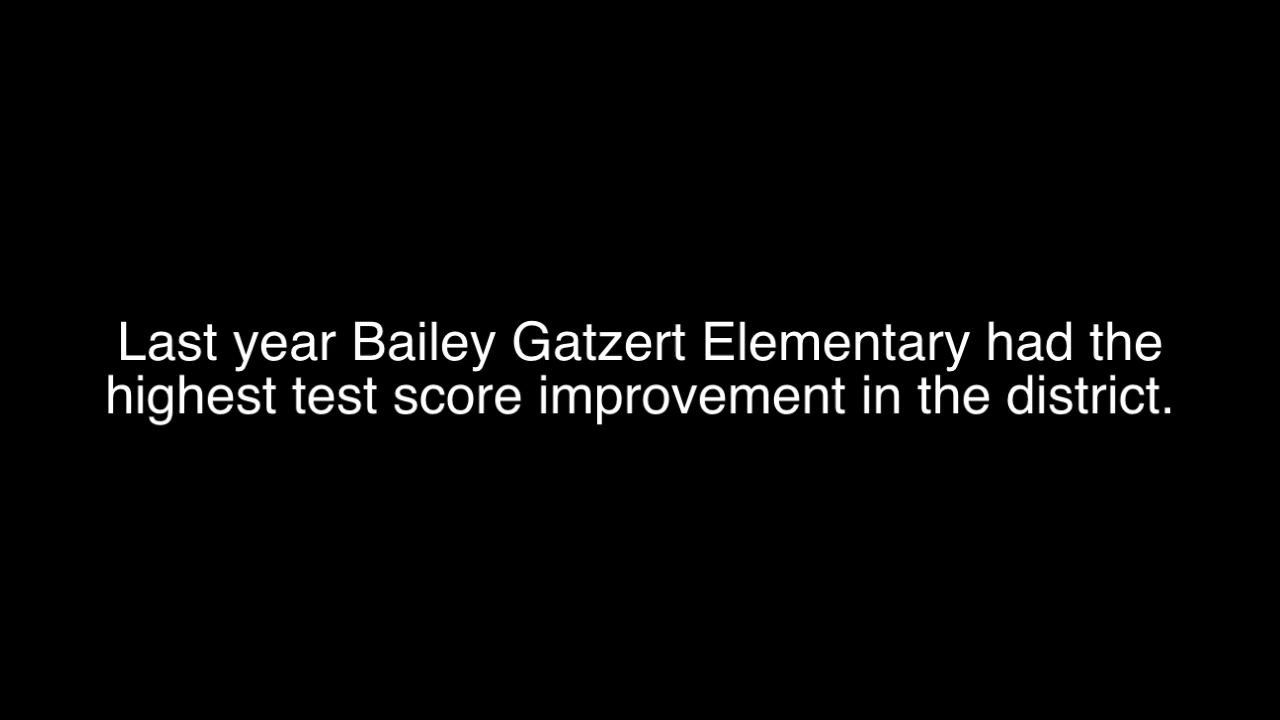 Last year Bailey Gatzert Elementary had the
highest test score improvement in the district.